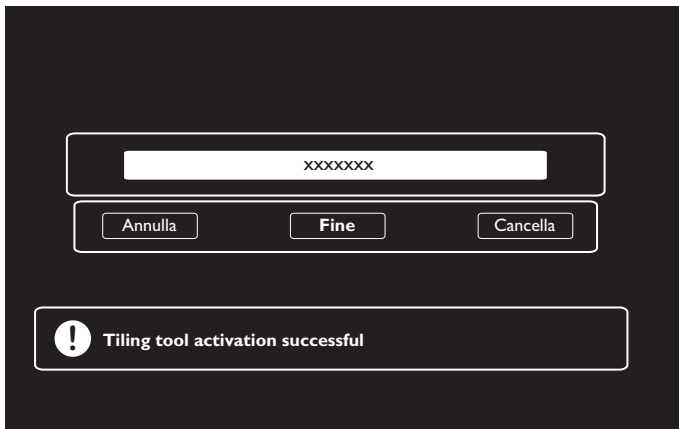 xxxxxxx
Annulla Fine Cancella
! Tiling tool activation successful